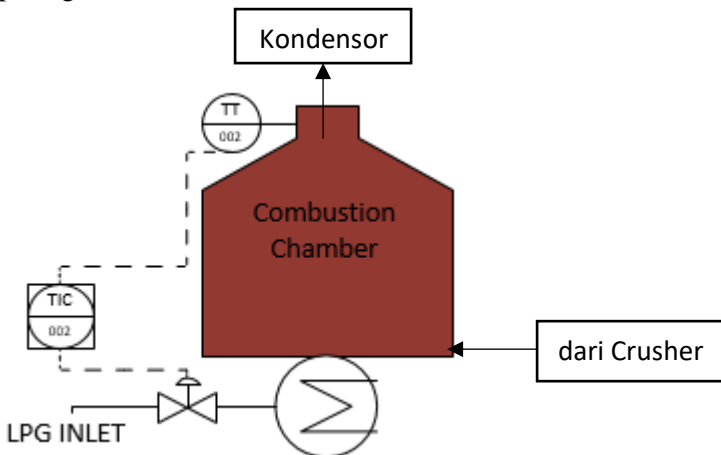 Kondensor
TT
002
Combustion
Chamber
TIC
002
dari Crusher
LPG INLET